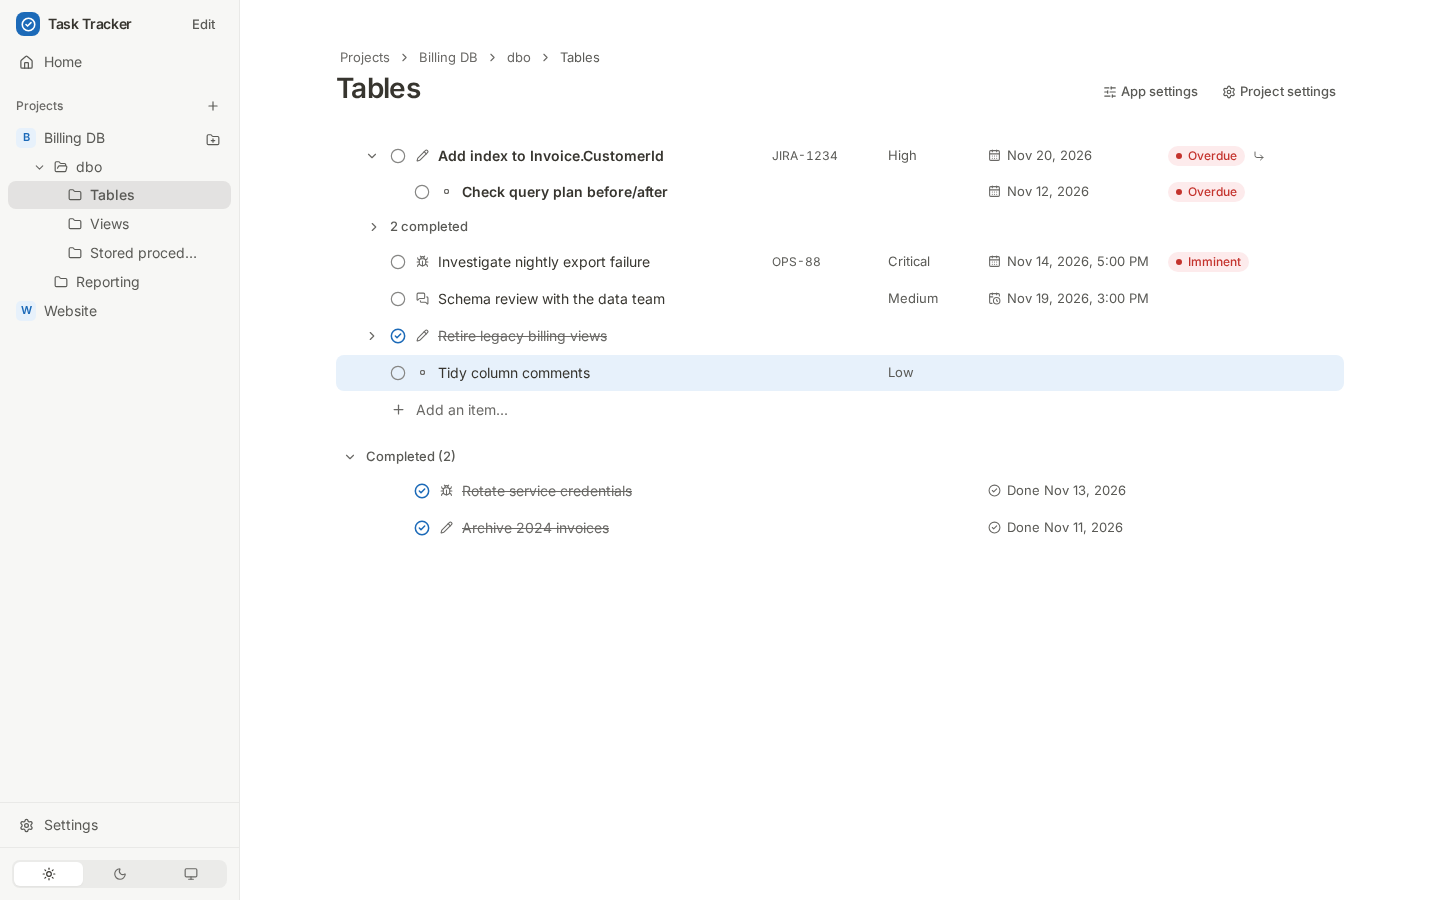 Task Tracker
Edit
Home
Projects
B Billing DB
dbo
Tables
Views
Stored proced...
Reporting
W Website
Settings
Projects > Billing DB > dbo > Tables
Tables
App settings
Project settings
Add index to Invoice.CustomerId JIRA-1234 High Nov 20, 2026 Overdue
Check query plan before/after Nov 12, 2026 Overdue
2 completed
Investigate nightly export failure OPS-88 Critical Nov 14, 2026, 5:00 PM Imminent
Schema review with the data team Medium Nov 19, 2026, 3:00 PM
Retire legacy billing views
Tidy column comments Low
Add an item...
Completed (2)
Rotate service credentials Done Nov 13, 2026
Archive 2024 invoices Done Nov 11, 2026